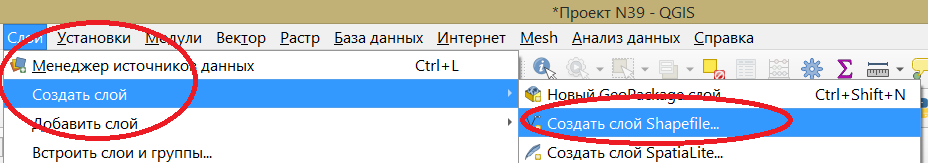 *Проект N39 - QGIS
Слои Установки Модули Вектор Растр База данных Интернет Mesh Анализ данных Справка
Менеджер источников данных Ctrl+L
Создать слой Новый GeoPackage слой... Ctrl+Shift+N
Добавить слой Создать слой Shapefile...
Встроить слои и группы... Создать слой SpatiaLite...